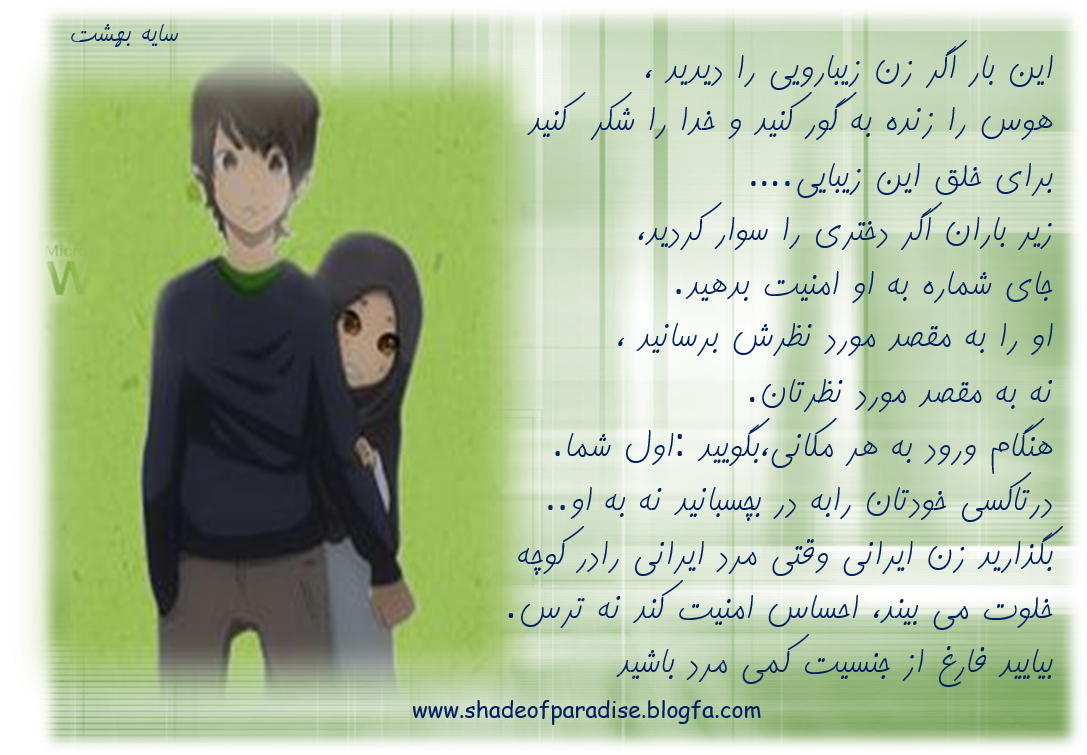 سایه بهشت
این بار اگر زن زیبارویی را دیدید ،
هوس را زنده به گور کنید و خدا را شکر کنید
برای خلق این زیبایی....
زیر باران اگر دختری را سوار کردید،
جای شماره به او امنیت بدهید.
او را به مقصد مورد نظرش برسانید ،
نه به مقصد مورد نظرتان.
هنگام ورود به هر مکانی،بگویید :اول شما.
درتاکسی خودتان رابه در بچسبانید نه به او..
بگذارید زن ایرانی وقتی مرد ایرانی رادر کوچه
خلوت می بیند، احساس امنیت کند نه ترس.
بیایید فارغ از جنسیت کمی مرد باشید
www.shadeofparadise.blogfa.com